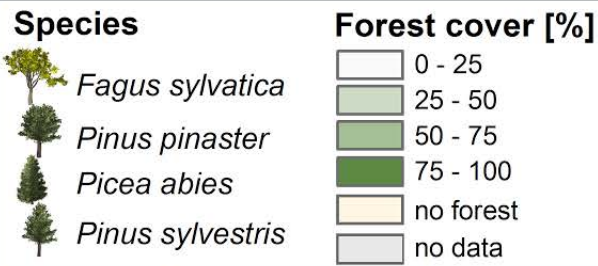 Species
Fagus sylvatica
Pinus pinaster
Picea abies
Pinus sylvestris
Forest cover [%]
0 - 25
25 - 50
50 - 75
75 - 100
no forest
no data